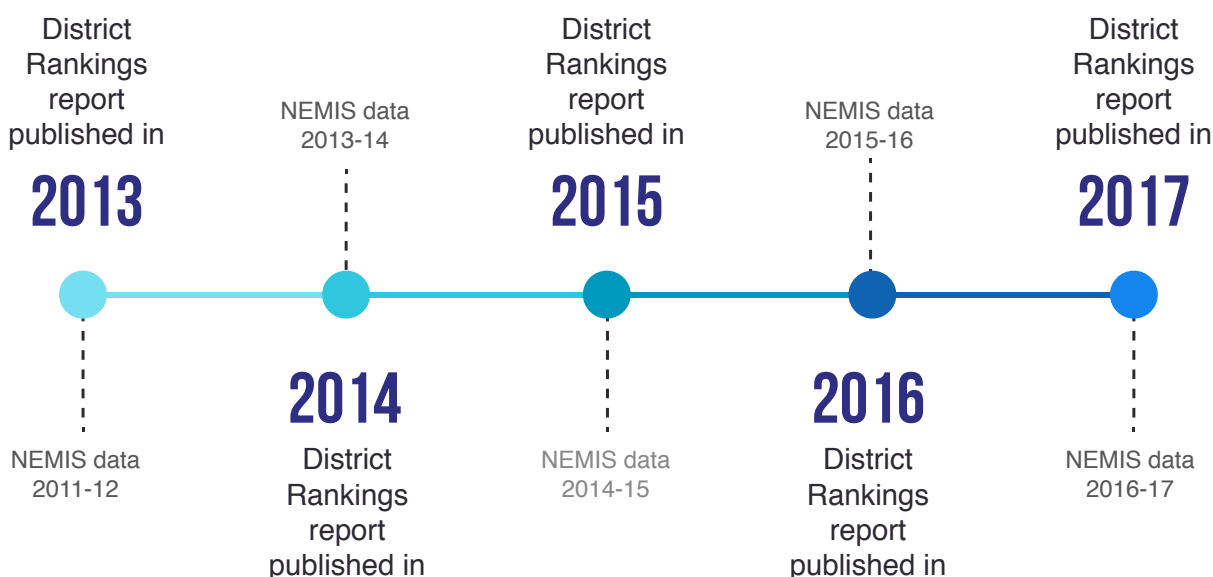 District
Rankings
report
published in
2013
NEMIS data
2011-12
NEMIS data
2013-14
2014
District
Rankings
report
published in
District
Rankings
report
published in
2015
NEMIS data
2014-15
NEMIS data
2015-16
2016
District
Rankings
report
published in
District
Rankings
report
published in
2017
NEMIS data
2016-17